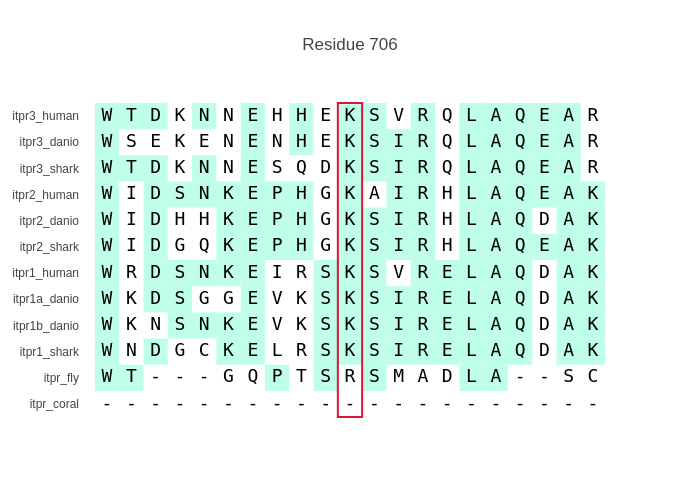 Residue 706
itpr3_human W T D K N N E H H E K S V R Q L A Q E A R
itpr3_danio W S E K E N E N H E K S I R Q L A Q E A R
itpr3_shark W T D K N N E S Q D K S I R Q L A Q E A R
itpr2_human W I D S N K E P H G K A I R H L A Q E A K
itpr2_danio W I D H H K E P H G K S I R H L A Q D A K
itpr2_shark W I D G Q K E P H G K S I R H L A Q E A K
itpr1_human W R D S N K E I R S K S V R E L A Q D A K
itpr1a_danio W K D S G G E V K S K S I R E L A Q D A K
itpr1b_danio W K N S N K E V K S K S I R E L A Q D A K
itpr1_shark W N D G C K E L R S K S I R E L A Q D A K
itpr_fly W T - - - G Q P T S R S M A D L A - - S C
itpr_coral - - - - - - - - - - - - - - - - - - - - -